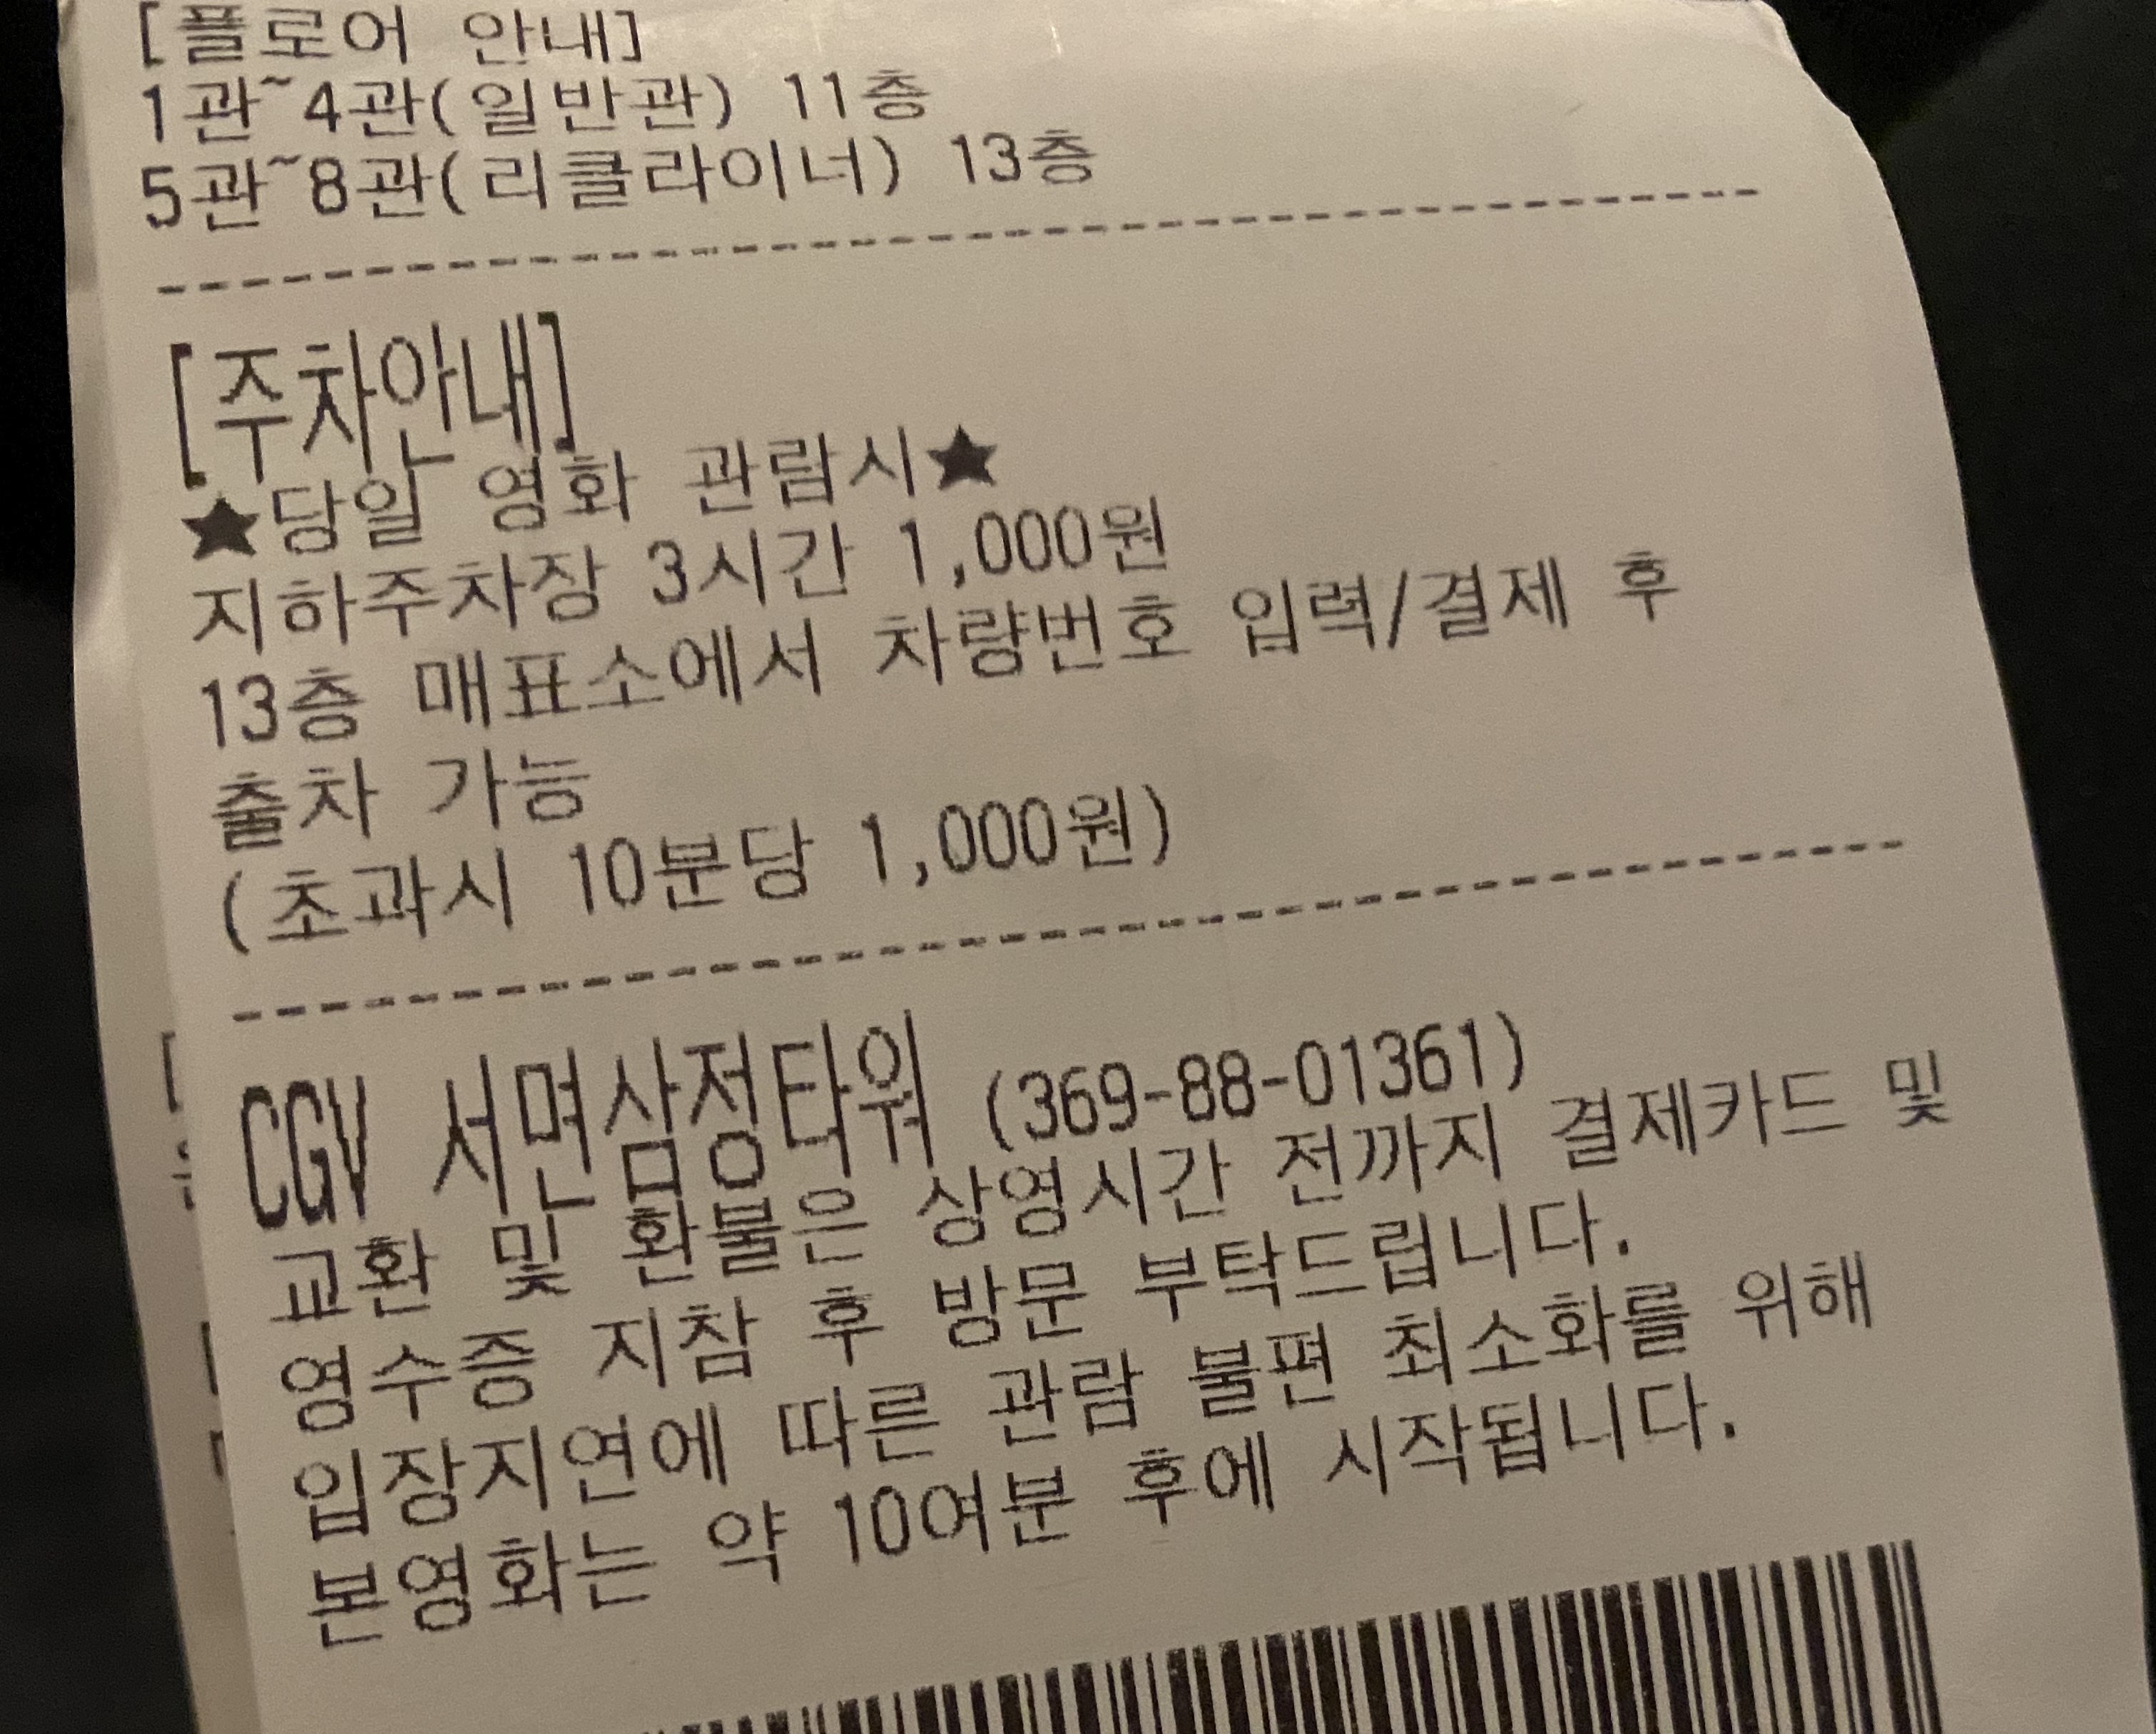 [플로어 안내]
1관~4관(일반관) 11층
5관~8관(리클라이너) 13층
[주차안내]
★당일 영화 관람시★
지하주차장 3시간 1,000원
13층 매표소에서 차량번호 입력/결제 후
출차 가능
(초과시 10분당 1,000원)
CGV 서면삼정타워 (369-88-01361)
교환 및 환불은 상영시간 전까지 결제카드 및
영수증 지참 후 방문 부탁드립니다.
입장지연에 따른 관람 불편 최소화를 위해
본영화는 약 10여분 후에 시작됩니다.